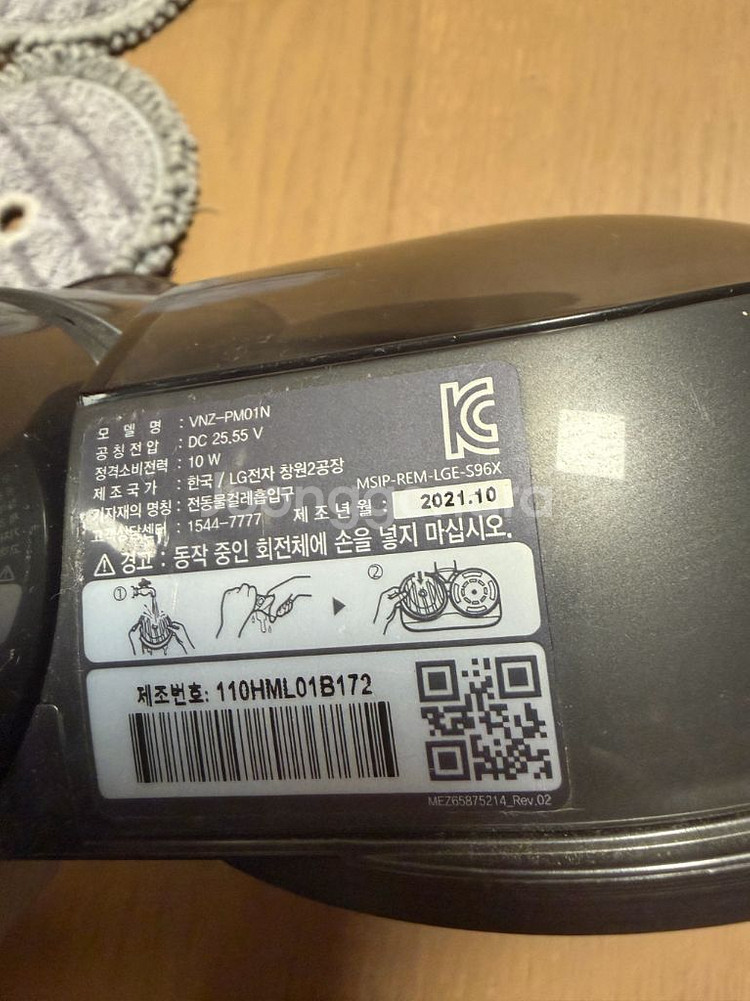 모 델 명 : VNZ-PM01N
공 칭 전 압 : DC 25.55 V
정격소비전력 : 10 W
제 조 국 가 : 한국 / LG전자 창원2공장
기자재의 명칭 : 전동물걸레흡입구
고객상담센터 : 1544-7777
KC
MSIP-REM-LGE-S96X
제 조 년 월 : 2021.10
경고 : 동작 중인 회전체에 손을 넣지 마십시오.
① ②
제조번호: 110HML01B172
MEZ65875214_Rev.02